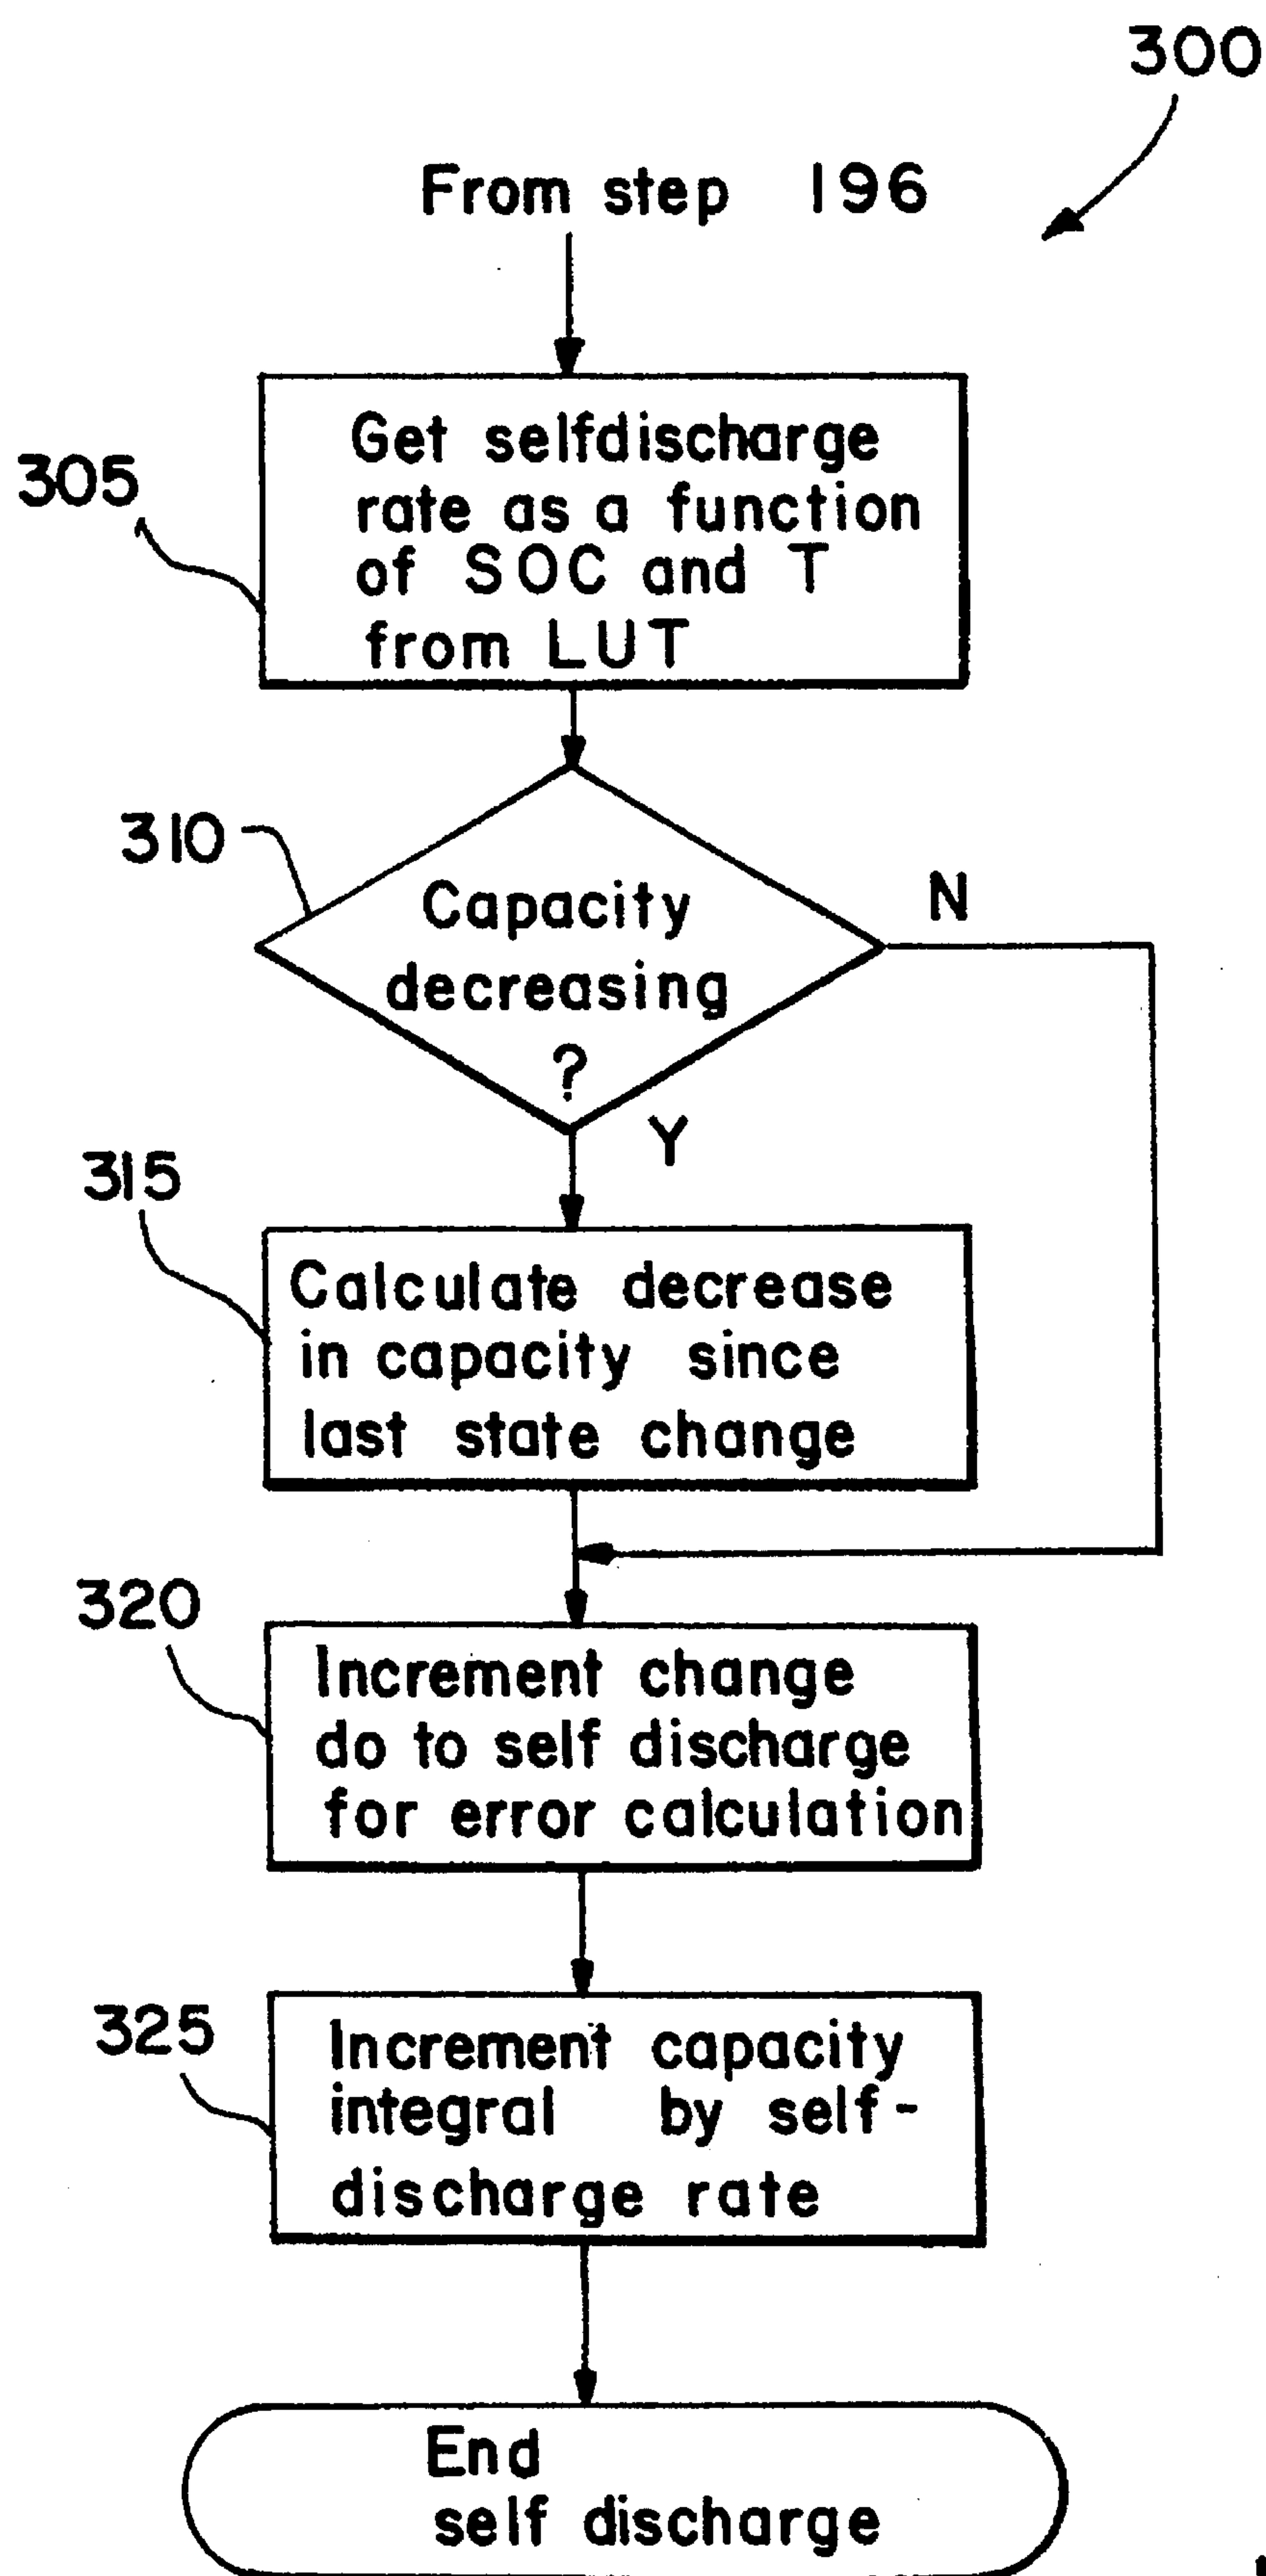 300
From step 196
305
Get selfdischarge
rate as a function
of SOC and T
from LUT
310
Capacity
decreasing
?
N
Y
315
Calculate decrease
in capacity since
last state change
320
Increment change
do to self discharge
for error calculation
325
Increment capacity
integral by self-
discharge rate
End
self discharge